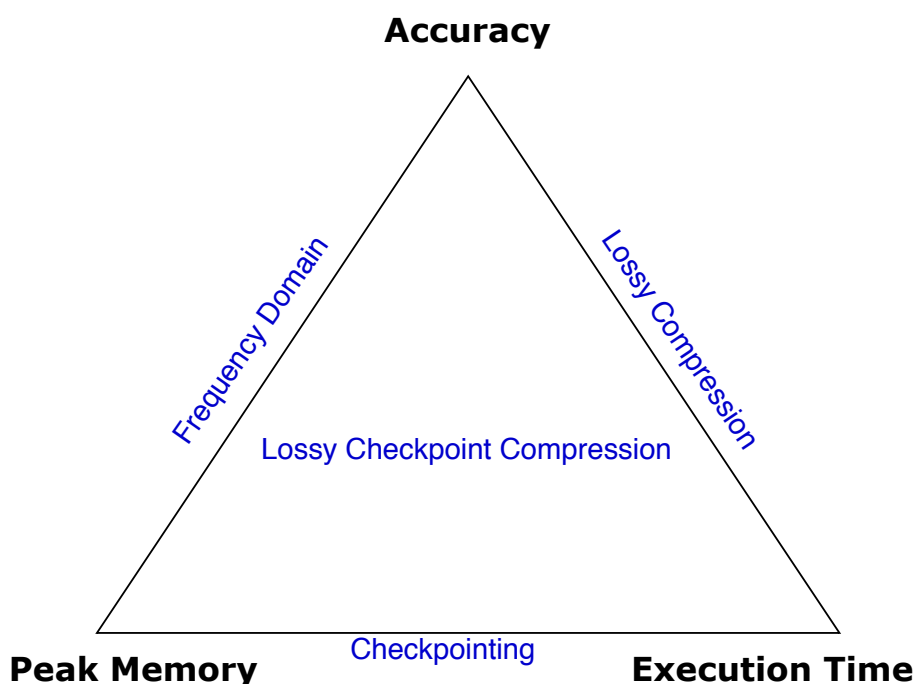 Accuracy
Frequency Domain
Lossy Compression
Lossy Checkpoint Compression
Checkpointing
Peak Memory
Execution Time